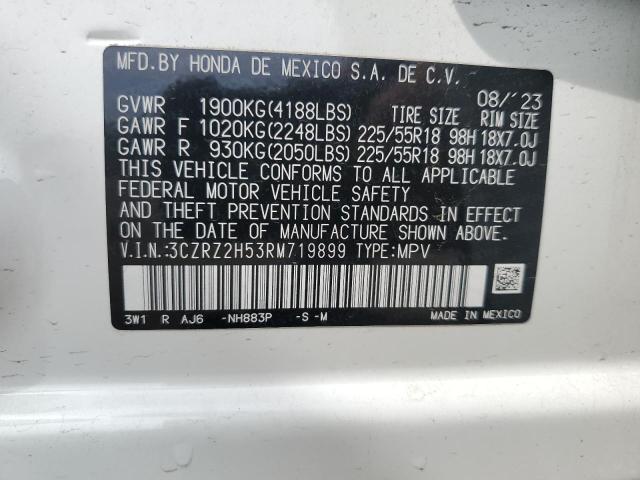 MFD. BY HONDA DE MEXICO S.A. DE C.V.
08/'23
GVWR 1900KG(4188LBS) TIRE SIZE RIM SIZE
GAWR F 1020KG(2248LBS) 225/55R18 98H 18X7.0J
GAWR R 930KG(2050LBS) 225/55R18 98H 18X7.0J
THIS VEHICLE CONFORMS TO ALL APPLICABLE
FEDERAL MOTOR VEHICLE SAFETY
AND THEFT PREVENTION STANDARDS IN EFFECT
ON THE DATE OF MANUFACTURE SHOWN ABOVE.
V.I.N.:3CZRZ2H53RM719899 TYPE:MPV
3W1 R AJ6 -NH883P -S -M MADE IN MEXICO